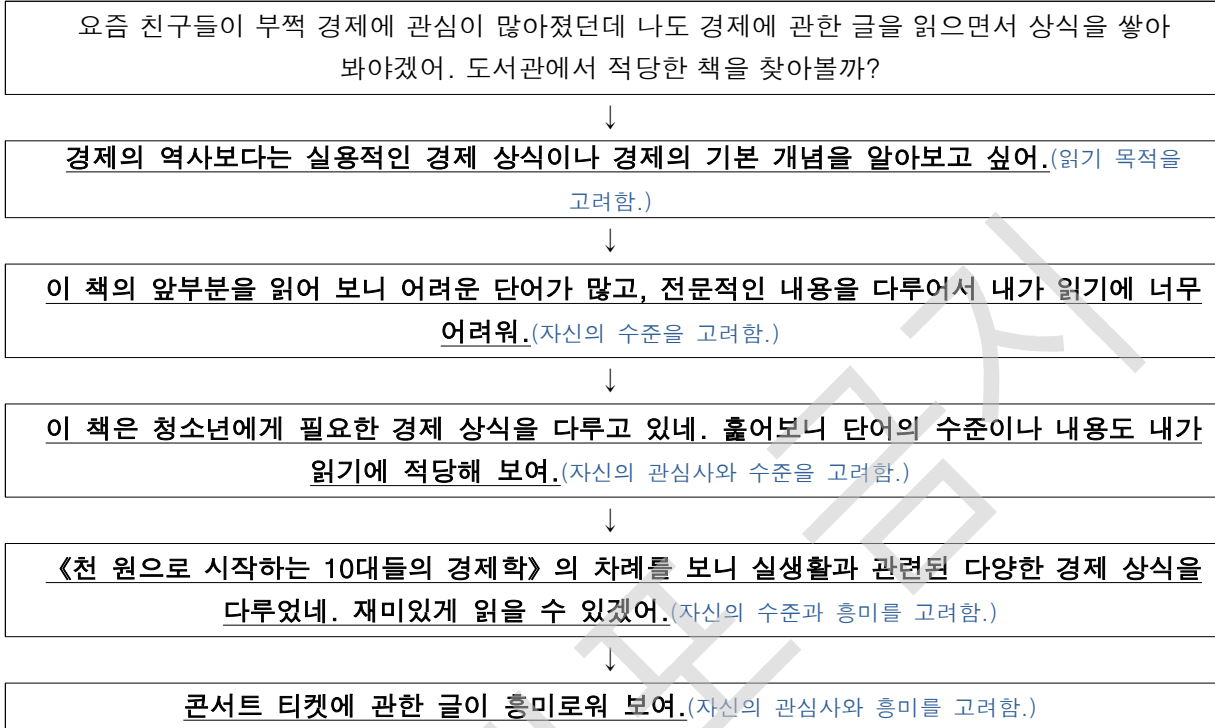 요즘 친구들이 부쩍 경제에 관심이 많아졌던데 나도 경제에 관한 글을 읽으면서 상식을 쌓아
봐야겠어. 도서관에서 적당한 책을 찾아볼까?
↓
경제의 역사보다는 실용적인 경제 상식이나 경제의 기본 개념을 알아보고 싶어.(읽기 목적을
고려함.)
↓
이 책의 앞부분을 읽어 보니 어려운 단어가 많고, 전문적인 내용을 다루어서 내가 읽기에 너무
어려워.(자신의 수준을 고려함.)
↓
이 책은 청소년에게 필요한 경제 상식을 다루고 있네. 훑어보니 단어의 수준이나 내용도 내가
읽기에 적당해 보여.(자신의 관심사와 수준을 고려함.)
↓
《천 원으로 시작하는 10대들의 경제학》의 차례를 보니 실생활과 관련된 다양한 경제 상식을
다루었네. 재미있게 읽을 수 있겠어.(자신의 수준과 흥미를 고려함.)
↓
콘서트 티켓에 관한 글이 흥미로워 보여.(자신의 관심사와 흥미를 고려함.)